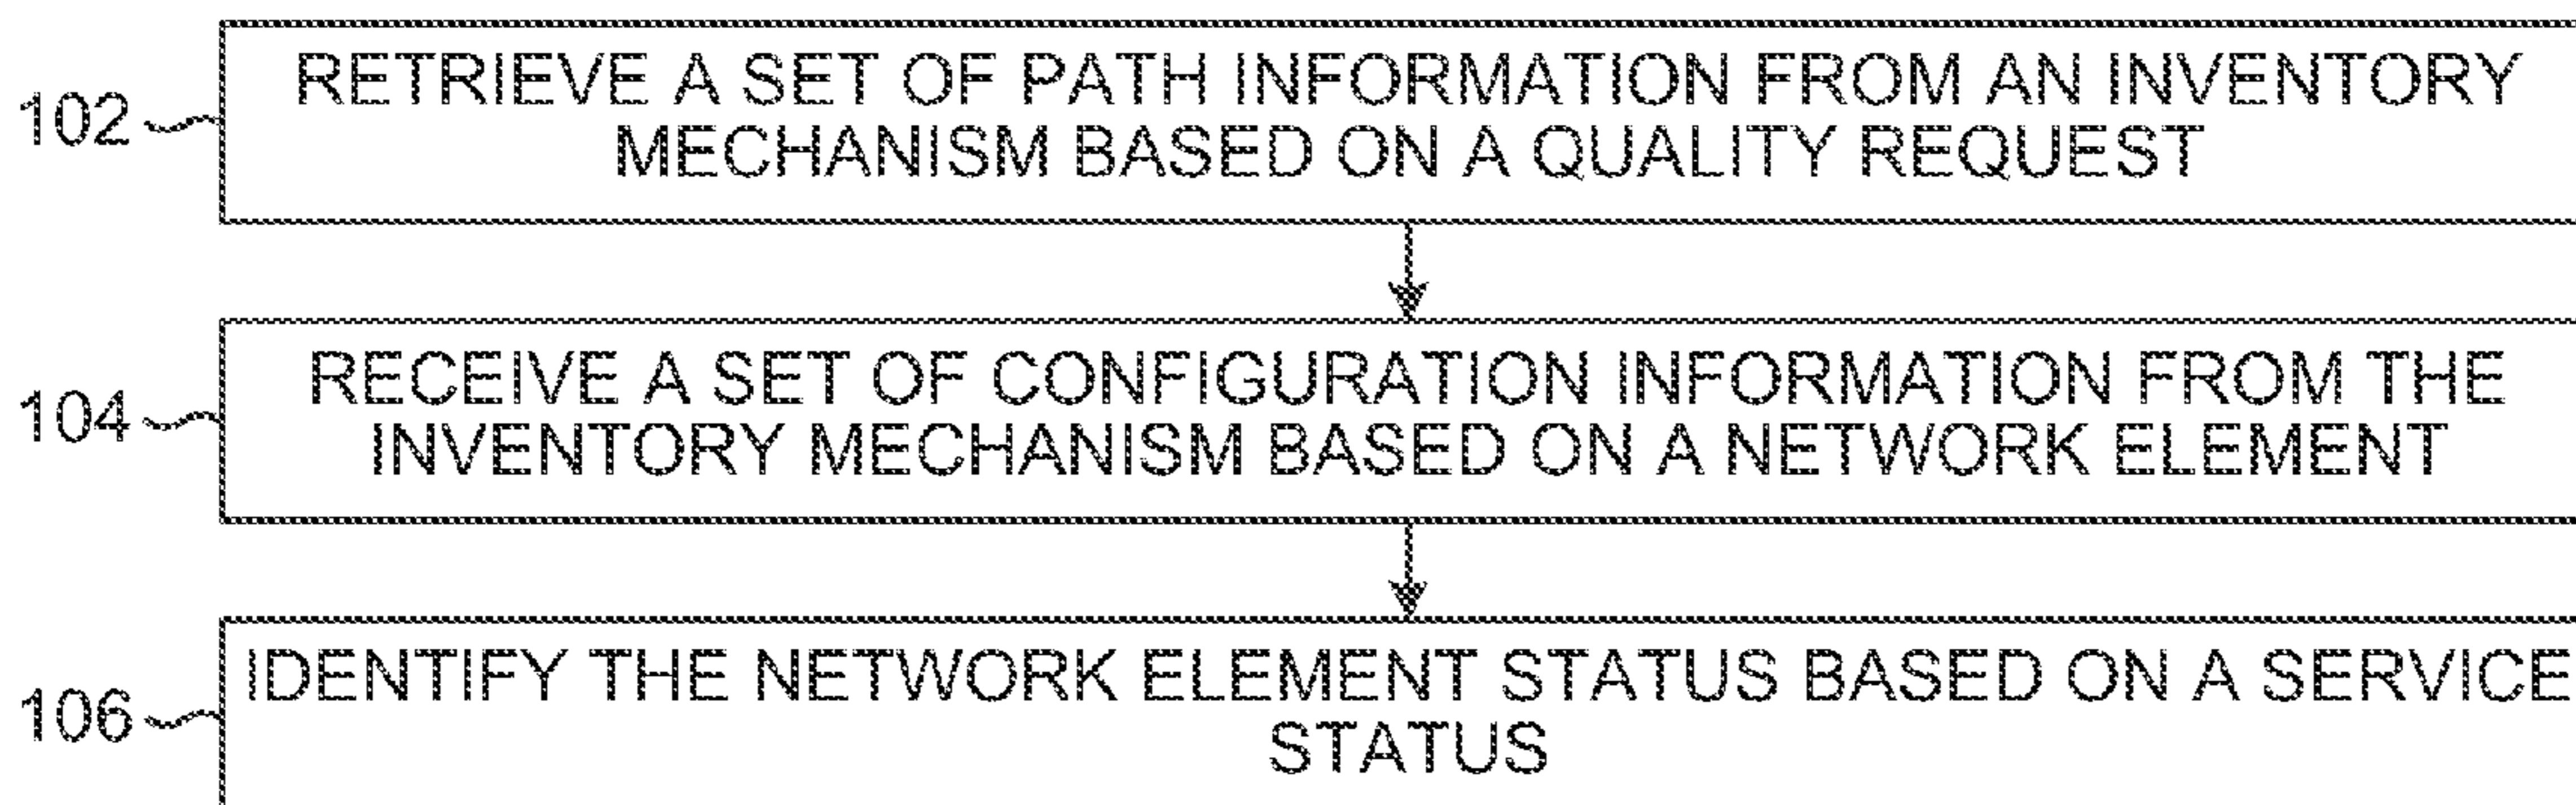 RETRIEVE A SET OF PATH INFORMATION FROM AN INVENTORY
102
MECHANISM BASED ON A QUALITY REQUEST
RECEIVE A SET OF CONFIGURATION INFORMATION FROM THE
104
INVENTORY MECHANISM BASED ON A NETWORK ELEMENT
IDENTIFY THE NETWORK ELEMENT STATUS BASED ON A SERVICE
106
STATUS